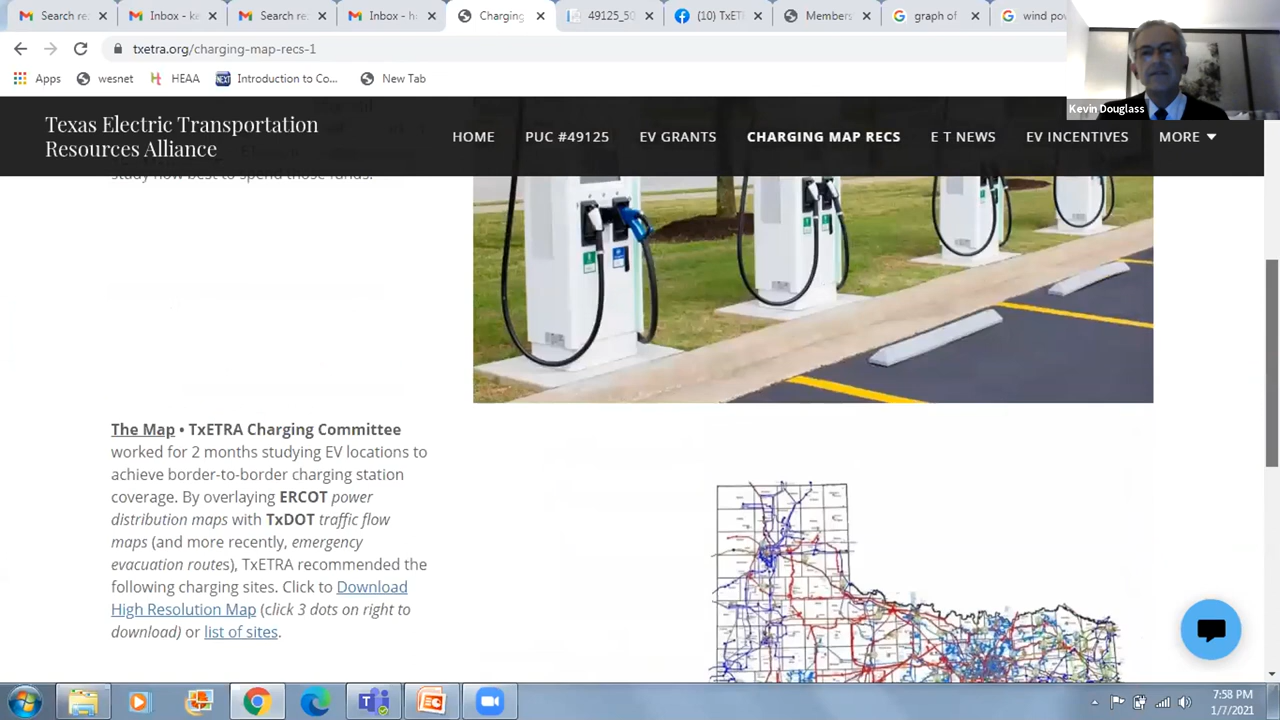 Search re:
Inbox - ke
Search re:
Inbox - ha
Charging
49125_50
(10) TxET
Members
graph of
wind pow
txetra.org/charging-map-recs-1
Apps
wesnet
HEAA
NEXT
Introduction to Co...
New Tab
Kevin Douglass
Texas Electric Transportation
Resources Alliance
HOME
PUC #49125
EV GRANTS
CHARGING MAP RECS
E T NEWS
EV INCENTIVES
MORE
study how best to spend those funds.
The Map • TxETRA Charging Committee
worked for 2 months studying EV locations to
achieve border-to-border charging station
coverage. By overlaying ERCOT power
distribution maps with TxDOT traffic flow
maps (and more recently, emergency
evacuation routes), TxETRA recommended the
following charging sites. Click to Download
High Resolution Map (click 3 dots on right to
download) or list of sites.
7:58 PM
1/7/2021